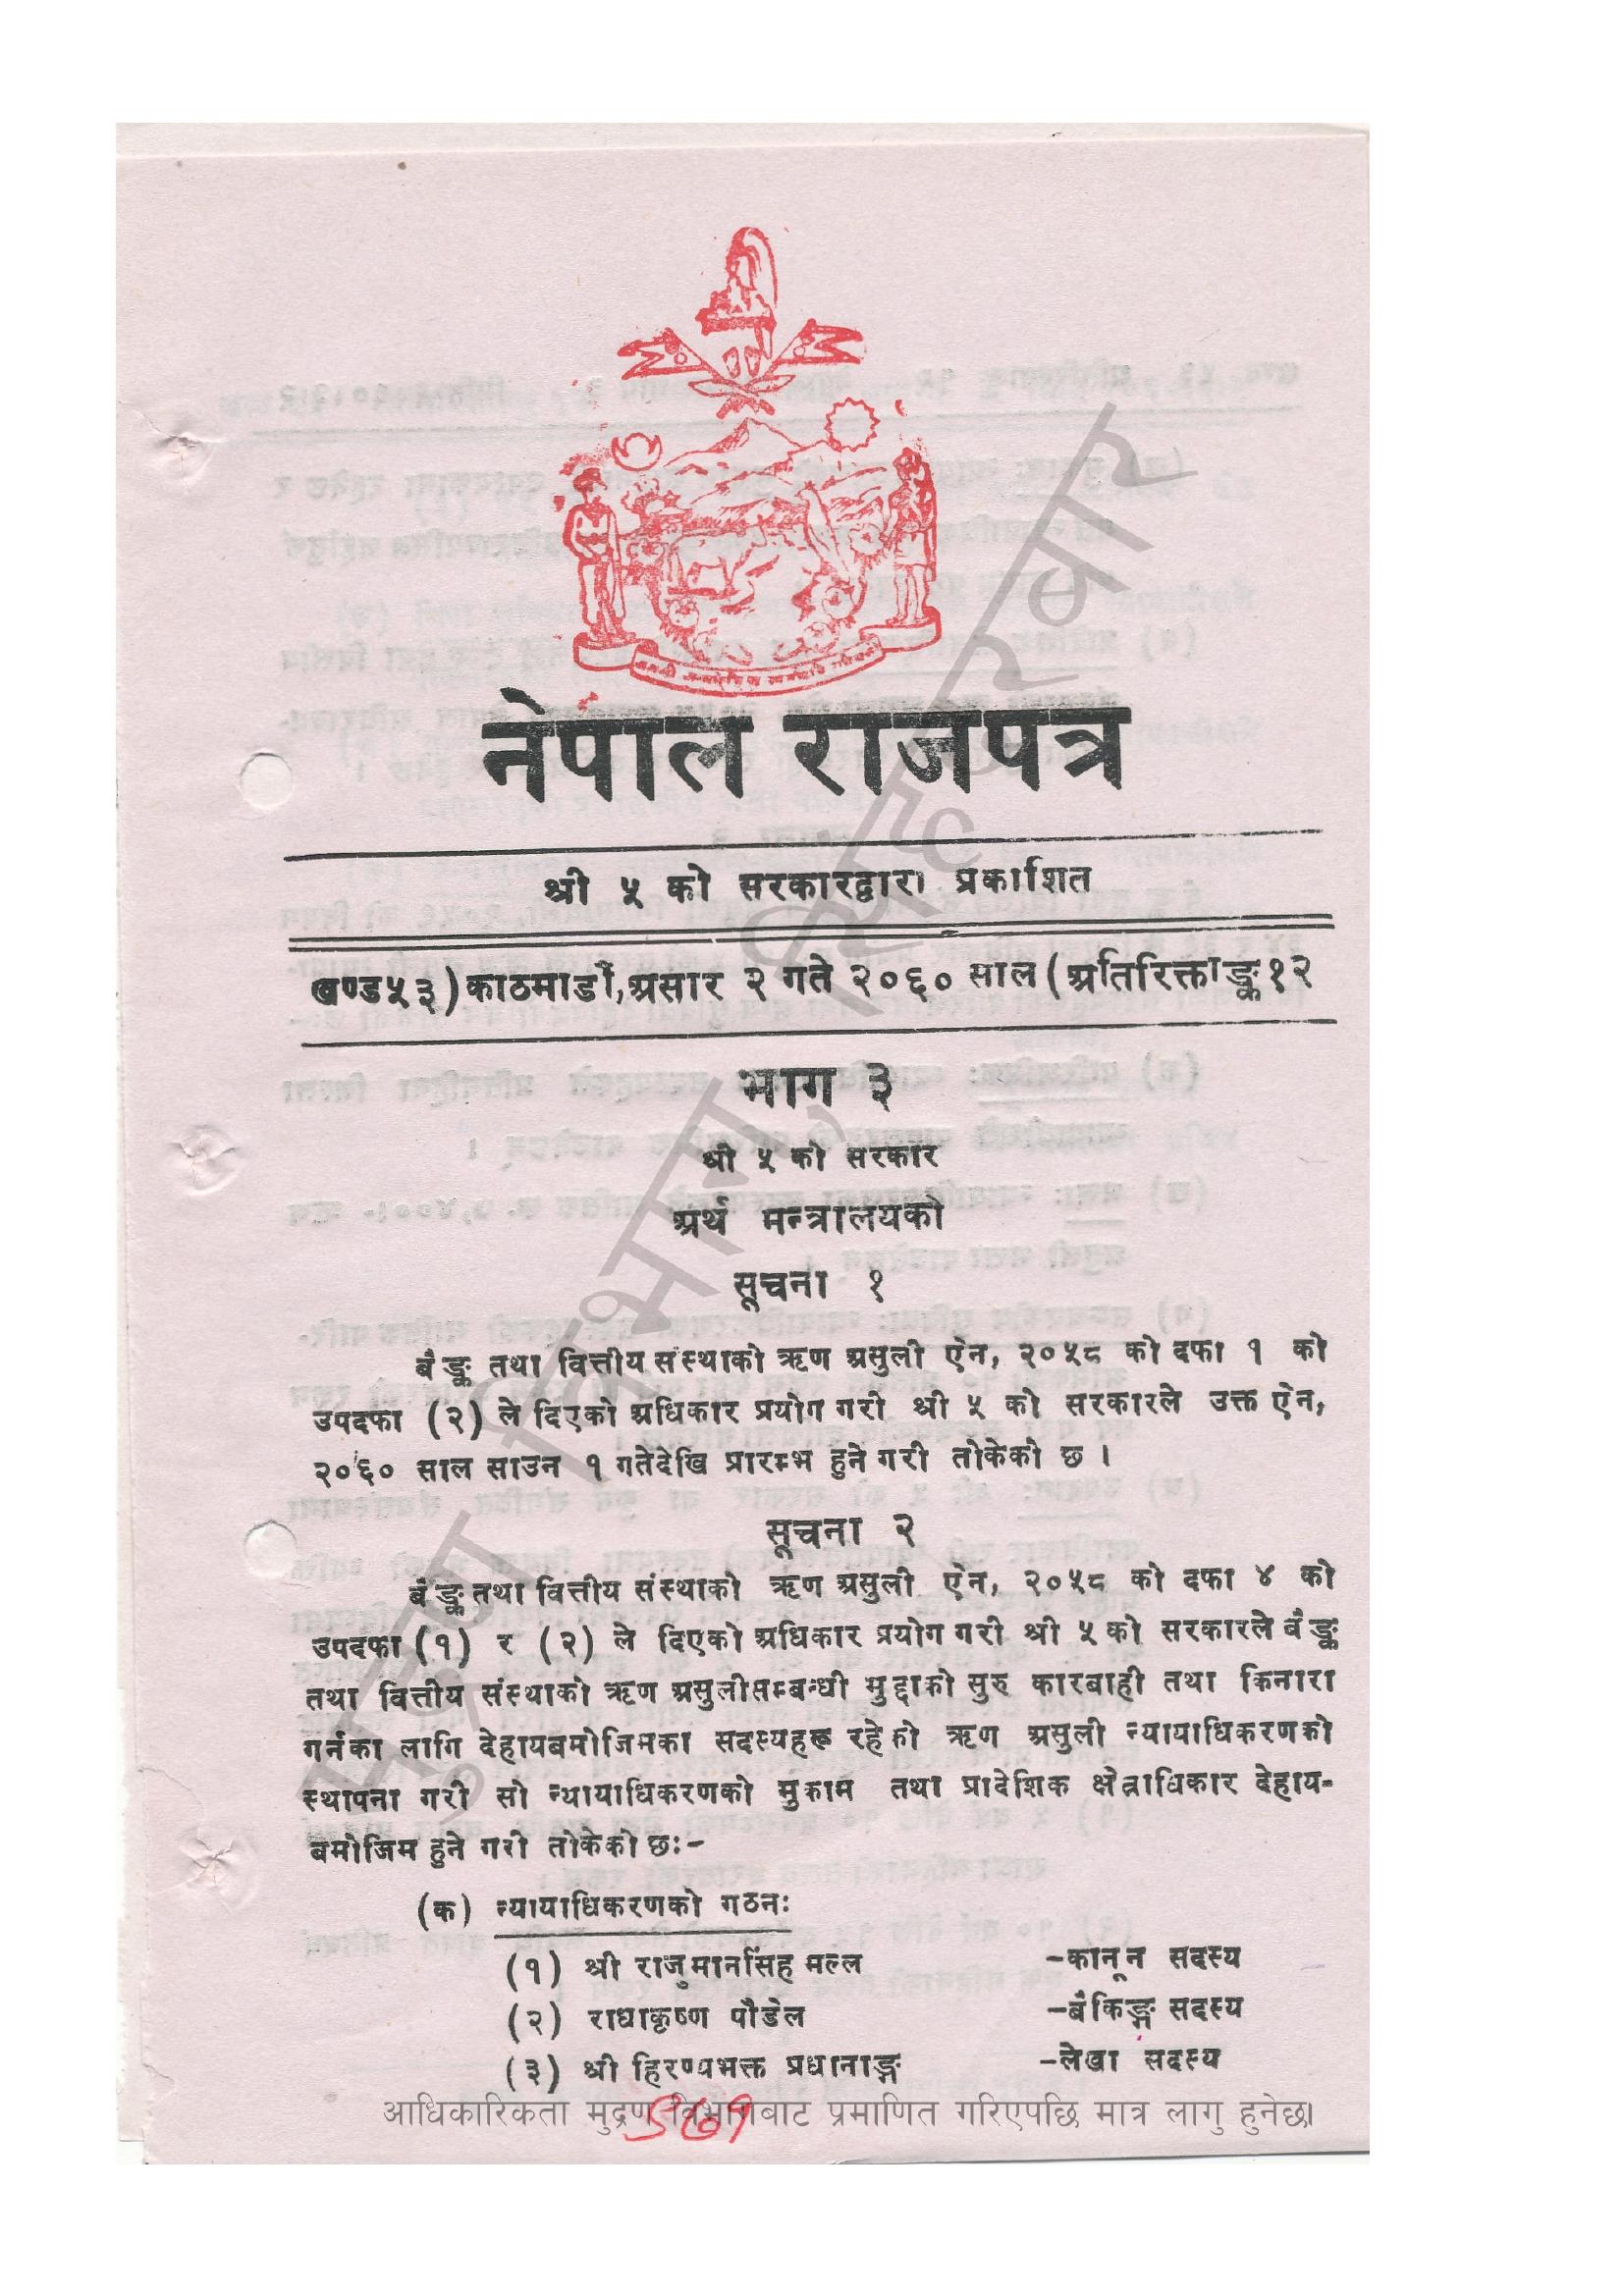 नेपाल राजपत्र
श्री ५ को सरकारद्वारा प्रकाशित
खण्ड ५३) काठमाडौं, असार २ गते २०६० साल (अतिरिक्ताङ्क १२
भाग ३
श्री ५ को सरकार
अर्थ मन्त्रालयको
सूचना १
बैङ्क तथा वित्तीय संस्थाको ऋण असुली ऐन, २०५८ को दफा १ को
उपदफा (२) ले दिएको अधिकार प्रयोग गरी श्री ५ को सरकारले उक्त ऐन,
२०६० साल साउन १ गतेदेखि प्रारम्भ हुने गरी तोकेको छ ।
सूचना २
बैङ्क तथा वित्तीय संस्थाको ऋण असुली ऐन, २०५८ को दफा ४ को
उपदफा (१) र (२) ले दिएको अधिकार प्रयोग गरी श्री ५ को सरकारले बैङ्क
तथा वित्तीय संस्थाको ऋण असुलीसम्बन्धी मुद्दाको सुरु कारबाही तथा किनारा
गर्नका लागि देहायबमोजिमका सदस्यहरू रहेको ऋण असुली न्यायाधिकरणको
स्थापना गरी सो न्यायाधिकरणको मुकाम तथा प्रादेशिक क्षेत्राधिकार देहाय-
बमोजिम हुने गरी तोकेको छः-
(क) न्यायाधिकरणको गठनः
(१) श्री राजुमानसिंह मल्ल -कानून सदस्य
(२) राधाकृष्ण पौडेल -बैंकिङ्ग सदस्य
(३) श्री हिरण्यभक्त प्रधानाङ्ग -लेखा सदस्य
आधिकारिकता मुद्रण विभागबाट प्रमाणित गरिएपछि मात्र लागु हुनेछ।
मुद्रण विभाग, सिंहदरबार